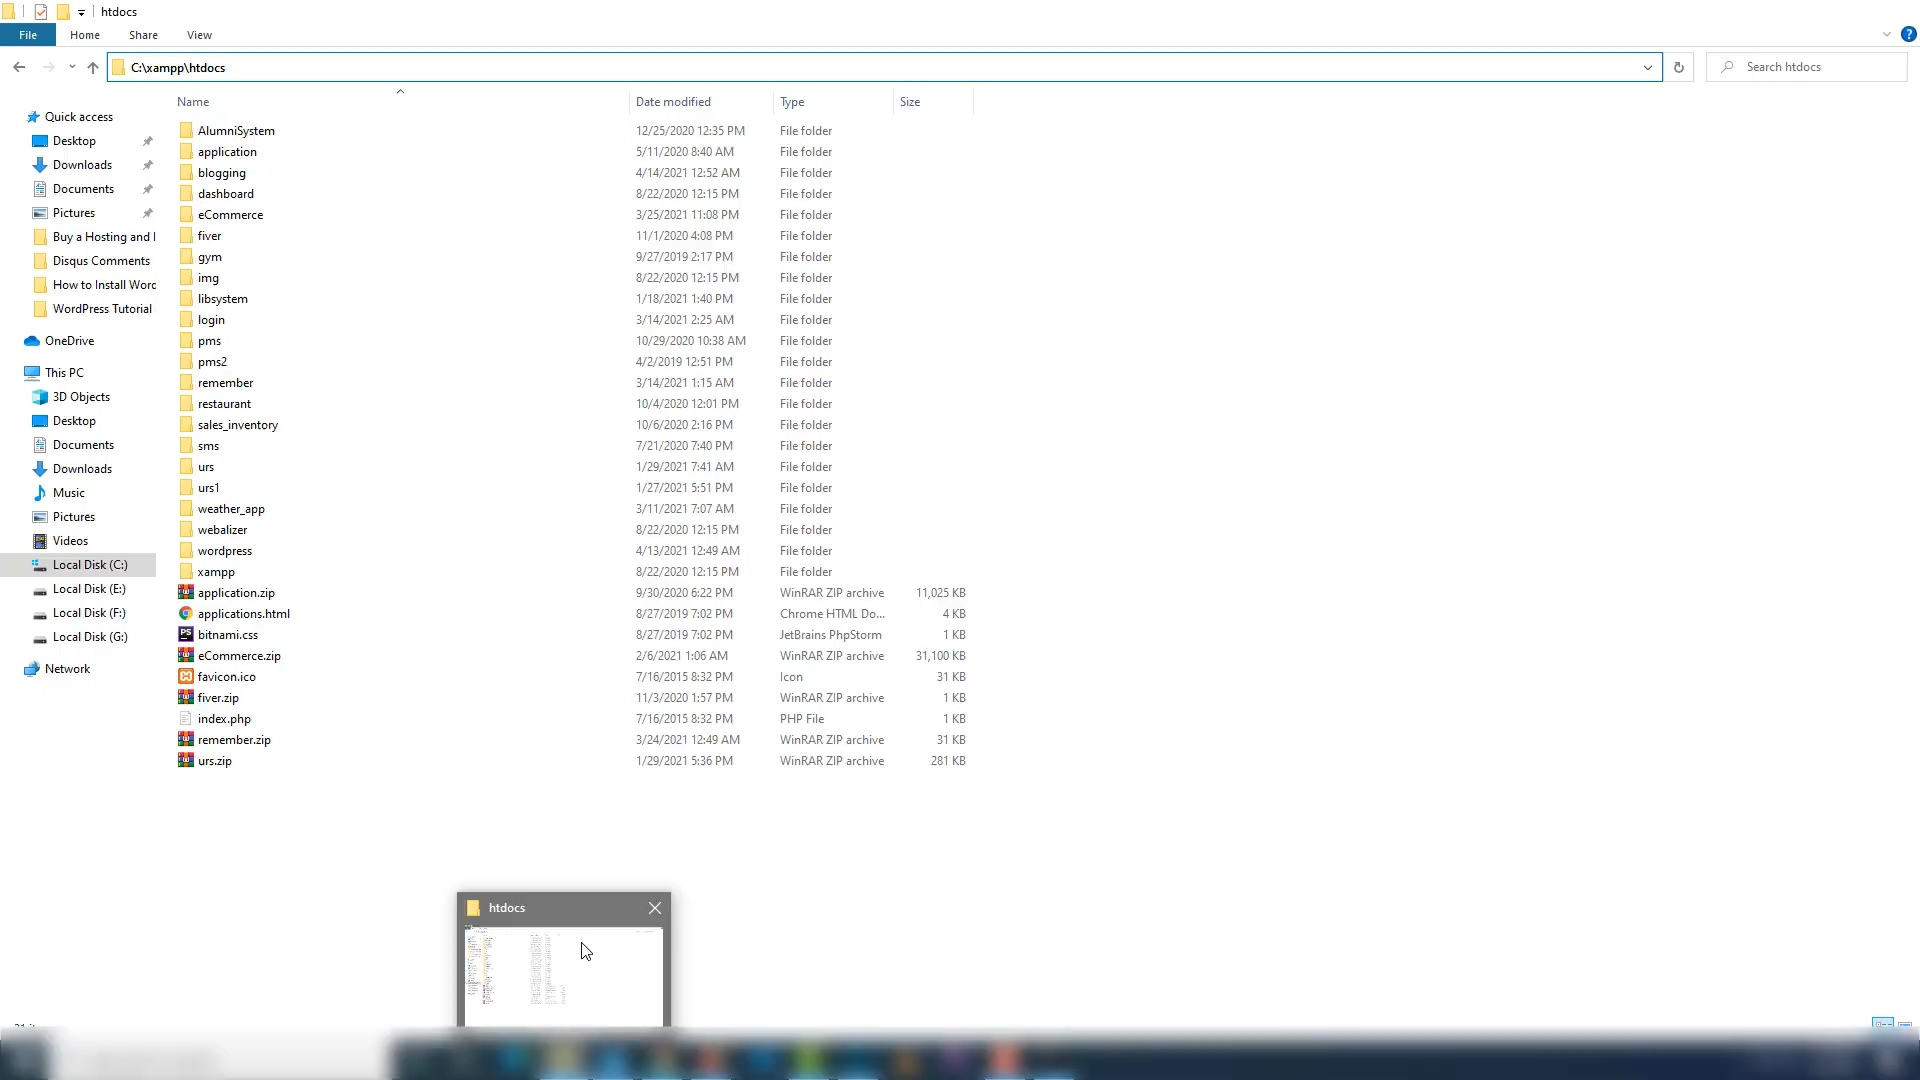 htdocs
File Home Share View
C:\xampp\htdocs Search htdocs
Name Date modified Type Size
Quick access
Desktop
Downloads
Documents
Pictures
Buy a Hosting and
Disqus Comments
How to Install Word
WordPress Tutorial
OneDrive
This PC
3D Objects
Desktop
Documents
Downloads
Music
Pictures
Videos
Local Disk (C:)
Local Disk (E:)
Local Disk (F:)
Local Disk (G:)
Network
AlumniSystem 12/25/2020 12:35 PM File folder
application 5/11/2020 8:40 AM File folder
blogging 4/14/2021 12:52 AM File folder
dashboard 8/22/2020 12:15 PM File folder
eCommerce 3/25/2021 11:08 PM File folder
fiver 11/1/2020 4:08 PM File folder
gym 9/27/2019 2:17 PM File folder
img 8/22/2020 12:15 PM File folder
libsystem 1/18/2021 1:40 PM File folder
login 3/14/2021 2:25 AM File folder
pms 10/29/2020 10:38 AM File folder
pms2 4/2/2019 12:51 PM File folder
remember 3/14/2021 1:15 AM File folder
restaurant 10/4/2020 12:01 PM File folder
sales_inventory 10/6/2020 2:16 PM File folder
sms 7/21/2020 7:40 PM File folder
urs 1/29/2021 7:41 AM File folder
urs1 1/27/2021 5:51 PM File folder
weather_app 3/11/2021 7:07 AM File folder
webalizer 8/22/2020 12:15 PM File folder
wordpress 4/13/2021 12:49 AM File folder
xampp 8/22/2020 12:15 PM File folder
application.zip 9/30/2020 6:22 PM WinRAR ZIP archive 11,025 KB
applications.html 8/27/2019 7:02 PM Chrome HTML Do... 4 KB
bitnami.css 8/27/2019 7:02 PM JetBrains PhpStorm 1 KB
eCommerce.zip 2/6/2021 1:06 AM WinRAR ZIP archive 31,100 KB
favicon.ico 7/16/2015 8:32 PM Icon 31 KB
fiver.zip 11/3/2020 1:57 PM WinRAR ZIP archive 1 KB
index.php 7/16/2015 8:32 PM PHP File 1 KB
remember.zip 3/24/2021 12:49 AM WinRAR ZIP archive 31 KB
urs.zip 1/29/2021 5:36 PM WinRAR ZIP archive 281 KB
htdocs